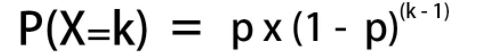 P(X=k) = p x (1 - p)^(k - 1)